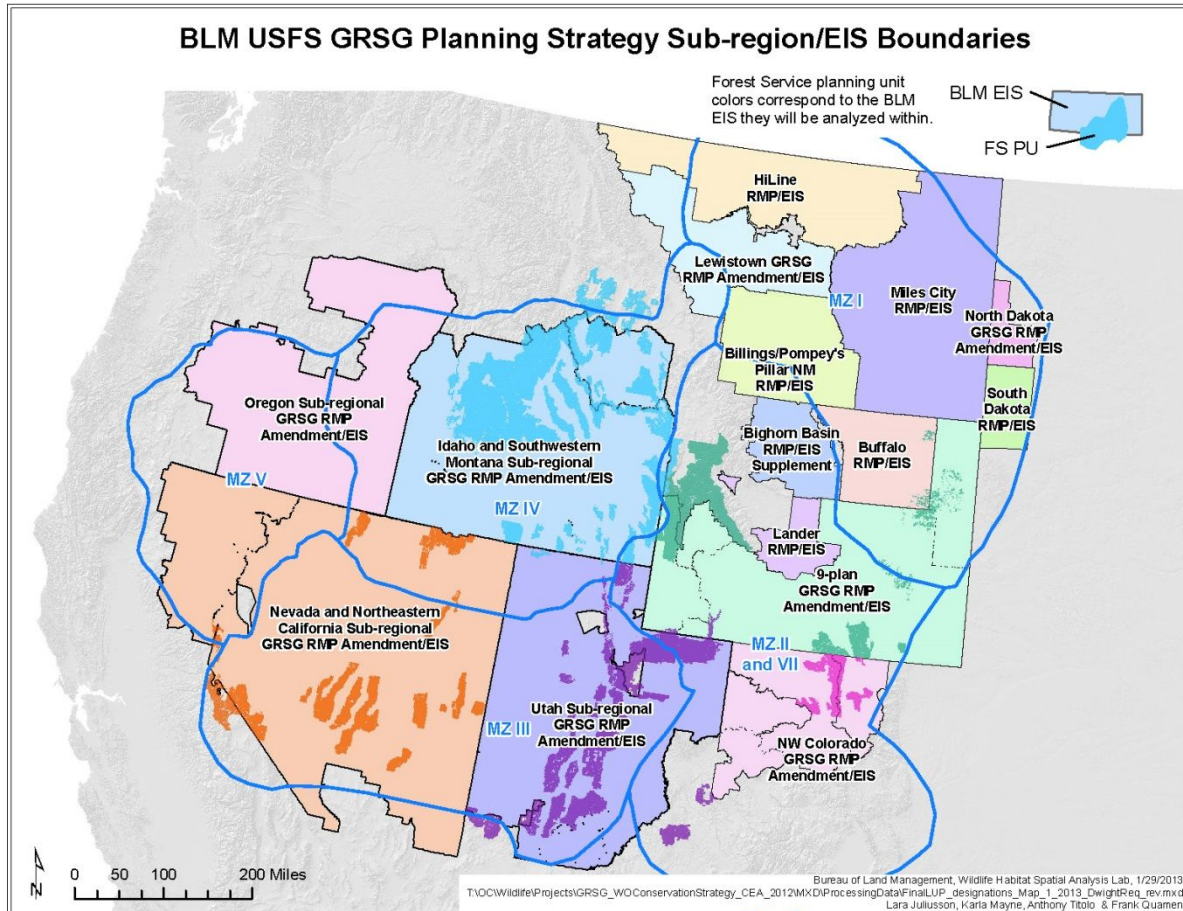 BLM USFS GRSG Planning Strategy Sub-region/EIS Boundaries
Forest Service planning unit
colors correspond to the BLM
EIS they will be analyzed within.
BLM EIS
FS PU
HiLine
RMP/EIS
Lewistown GRSG
RMP Amendment/EIS
MZ I
Miles City
RMP/EIS
North Dakota
GRSG RMP
Amendment/EIS
Billings/Pompey's
Pillar NM
RMP/EIS
South
Dakota
RMP/EIS
Oregon Sub-regional
GRSG RMP
Amendment/EIS
Idaho and Southwestern
Montana Sub-regional
GRSG RMP Amendment/EIS
Bighorn Basin
RMP/EIS
Supplement
Buffalo
RMP/EIS
MZ V
MZ IV
Lander
RMP/EIS
9-plan
GRSG RMP
Amendment/EIS
Nevada and Northeastern
California Sub-regional
GRSG RMP Amendment/EIS
MZ II
and VII
MZ III
Utah Sub-regional
GRSG RMP
Amendment/EIS
NW Colorado
GRSG RMP
Amendment/EIS
N
0 50 100 200 Miles
Bureau of Land Management, Wildlife Habitat Spatial Analysis Lab, 1/29/2013
T:\OC\Wildlife\Projects\GRSG_WOConservationStrategy_CEA_2012\MXD\ProcessingData\FinalLUP_designations_Map_1_2013_DwightReq_rev.mxd
Lara Juliusson, Karla Mayne, Anthony Titolo & Frank Quamen